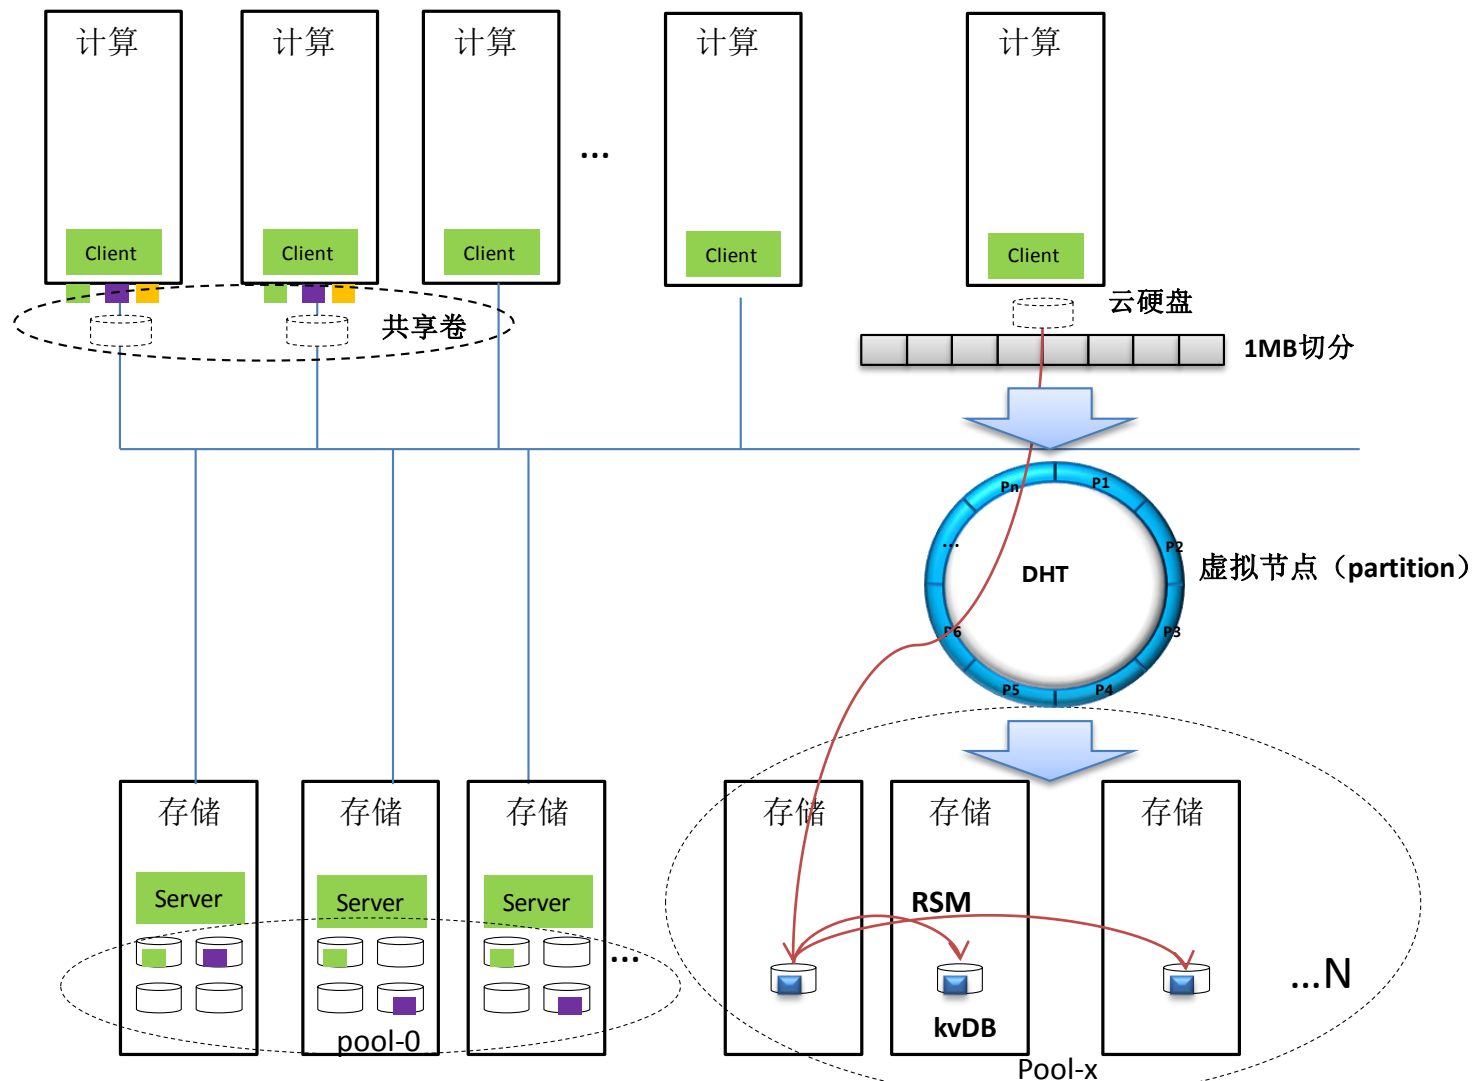 计算
计算
计算
计算
计算
...
Client
Client
Client
Client
Client
共享卷
云硬盘
1MB切分
Pn
P1
...
P2
DHT
虚拟节点（partition）
P6
P3
P5
P4
存储
存储
存储
存储
存储
存储
Server
Server
Server
RSM
...
...N
kvDB
pool-0
Pool-x